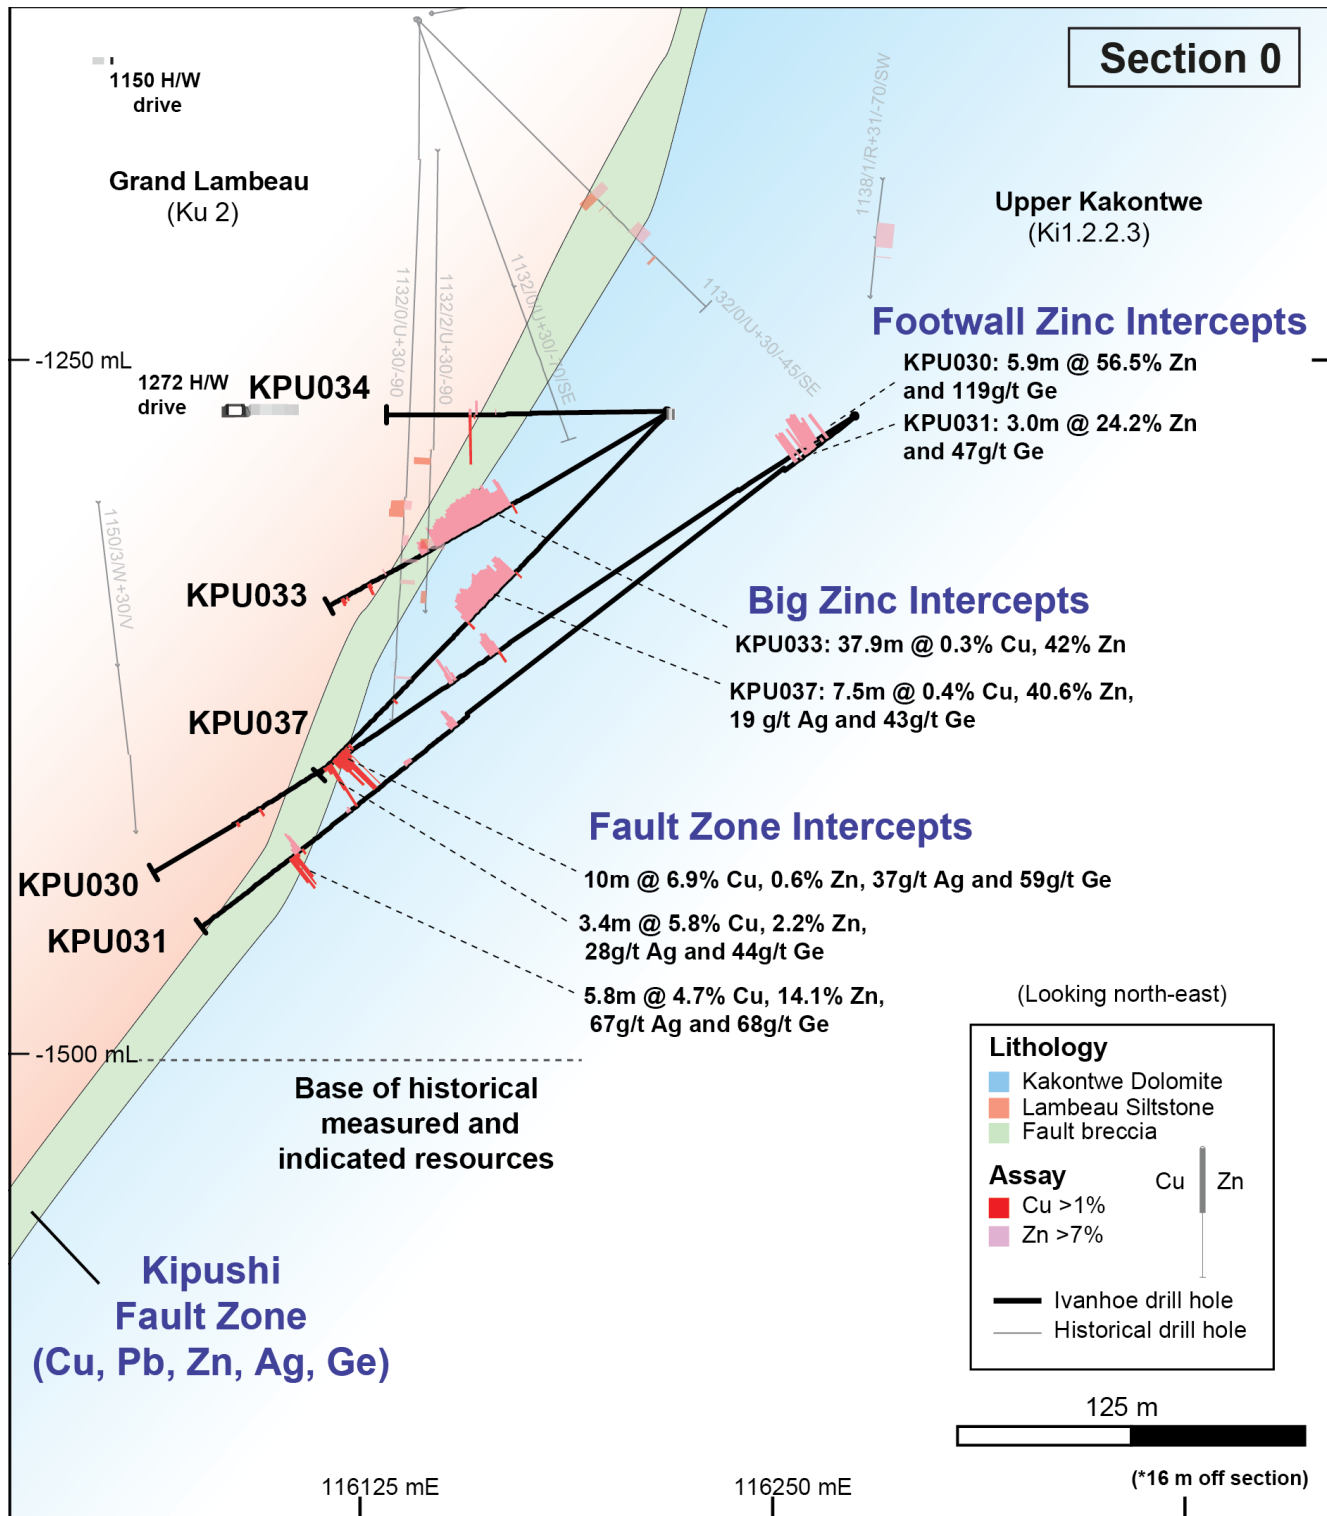 Section 0
1150 H/W
drive
Grand Lambeau
(Ku 2)
1138/1/R+31/-70/SW
Upper Kakontwe
(Ki1.2.2.3)
1132/0/U+30/-90
1132/2/U+30/-90
1132/0/U+30/-70/SE
1132/0/U+30/-45/SE
Footwall Zinc Intercepts
KPU030: 5.9m @ 56.5% Zn
and 119g/t Ge
KPU031: 3.0m @ 24.2% Zn
and 47g/t Ge
-1250 mL
1272 H/W
drive
KPU034
1150/3/W+30/V
KPU033
Big Zinc Intercepts
KPU033: 37.9m @ 0.3% Cu, 42% Zn
KPU037: 7.5m @ 0.4% Cu, 40.6% Zn,
19 g/t Ag and 43g/t Ge
KPU037
Fault Zone Intercepts
10m @ 6.9% Cu, 0.6% Zn, 37g/t Ag and 59g/t Ge
3.4m @ 5.8% Cu, 2.2% Zn,
28g/t Ag and 44g/t Ge
5.8m @ 4.7% Cu, 14.1% Zn,
67g/t Ag and 68g/t Ge
KPU030
KPU031
-1500 mL
Base of historical
measured and
indicated resources
(Looking north-east)
Lithology
Kakontwe Dolomite
Lambeau Siltstone
Fault breccia
Assay
Cu >1%
Zn >7%
Cu Zn
Ivanhoe drill hole
Historical drill hole
Kipushi
Fault Zone
(Cu, Pb, Zn, Ag, Ge)
125 m
(*16 m off section)
116125 mE
116250 mE